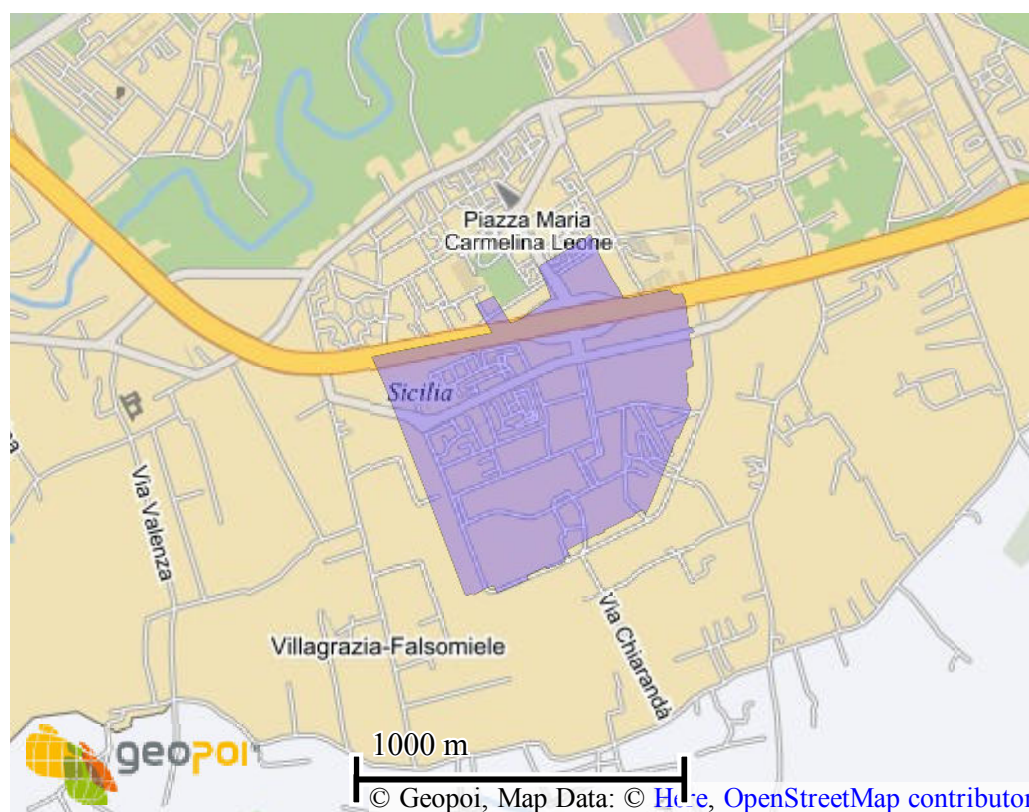 Piazza Maria
Carmelina Leone
Sicilia
Via Valenza
Villagrazia-Falsomiele
Via Chiarandà
geopoi
1000 m
© Geopoi, Map Data: © Here, OpenStreetMap contributor